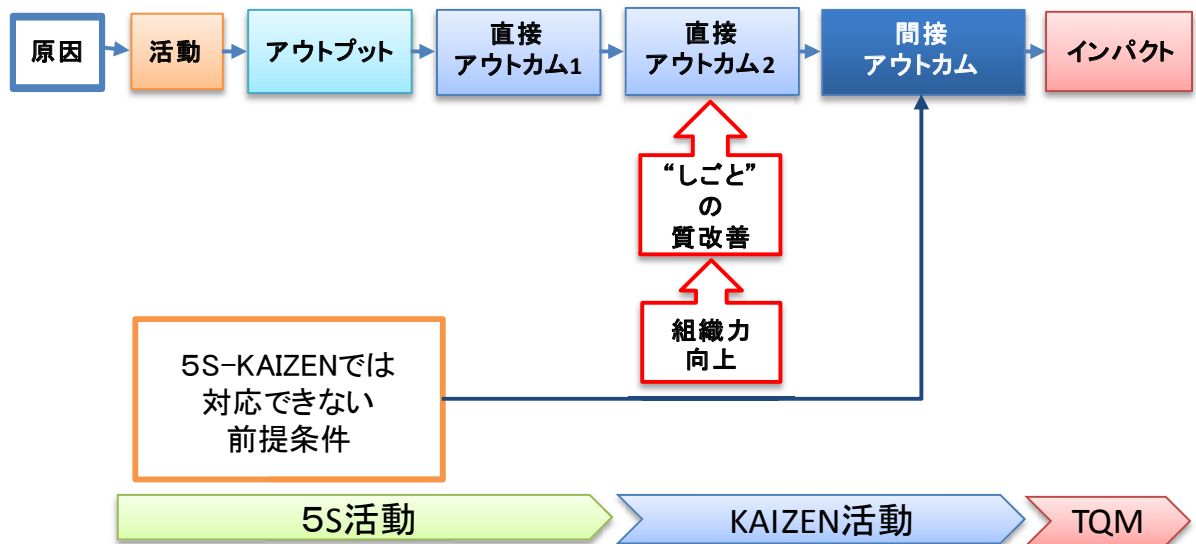 原因
活動
アウトプット
直接
アウトカム1
直接
アウトカム2
間接
アウトカム
インパクト
“しごと”
の
質改善
組織力
向上
5S-KAIZENでは
対応できない
前提条件
5S活動
KAIZEN活動
TQM